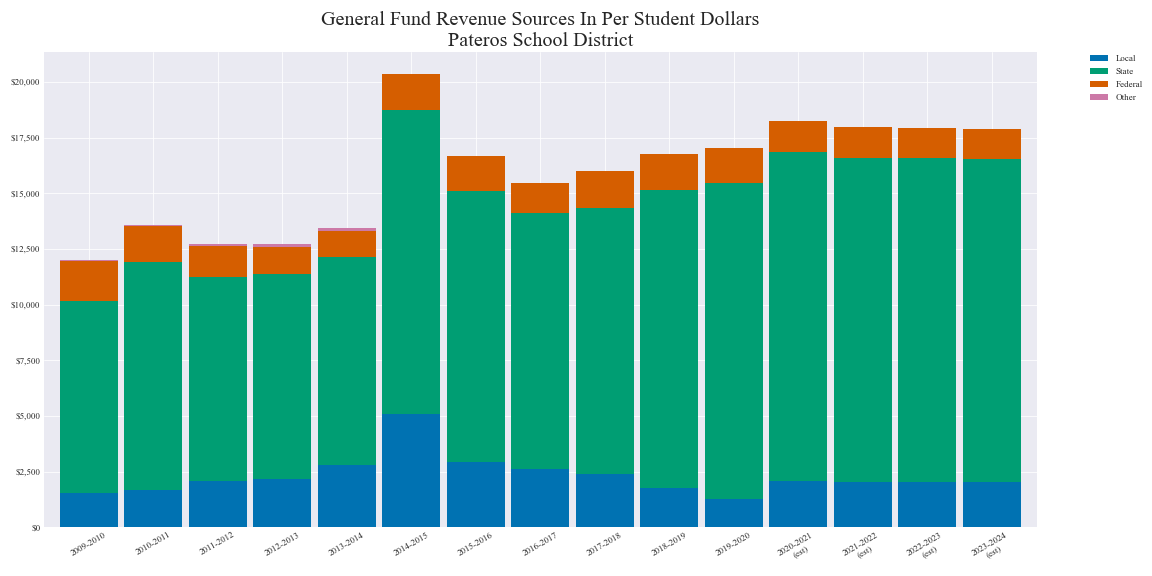 General Fund Revenue Sources In Per Student Dollars
Pateros School District
Local
State
Federal
Other
$20,000
$17,500
$15,000
$12,500
$10,000
$7,500
$5,000
$2,500
$0
2009-2010
2010-2011
2011-2012
2012-2013
2013-2014
2014-2015
2015-2016
2016-2017
2017-2018
2018-2019
2019-2020
2020-2021
(est)
2021-2022
(est)
2022-2023
(est)
2023-2024
(est)